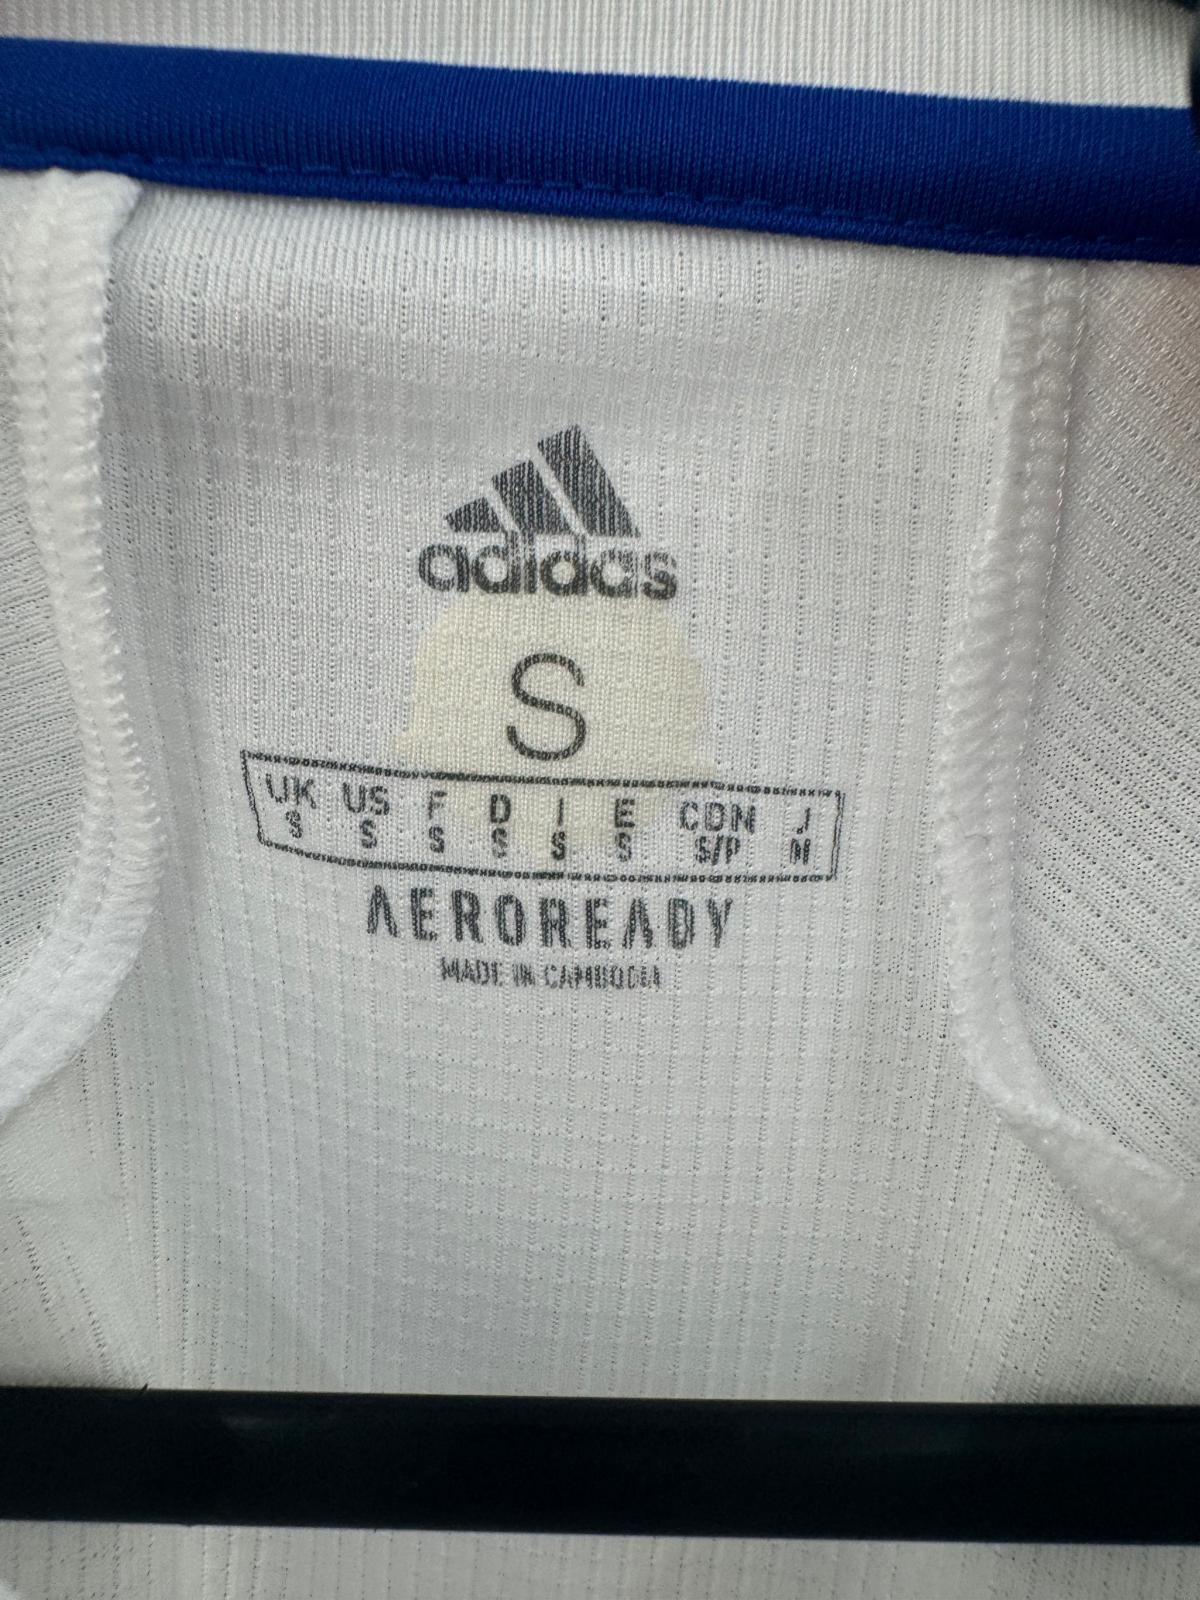 adidas
S
UK US F D I E CDN J
S S S S S S S/P M
AEROREADY
MADE IN CAMBODIA